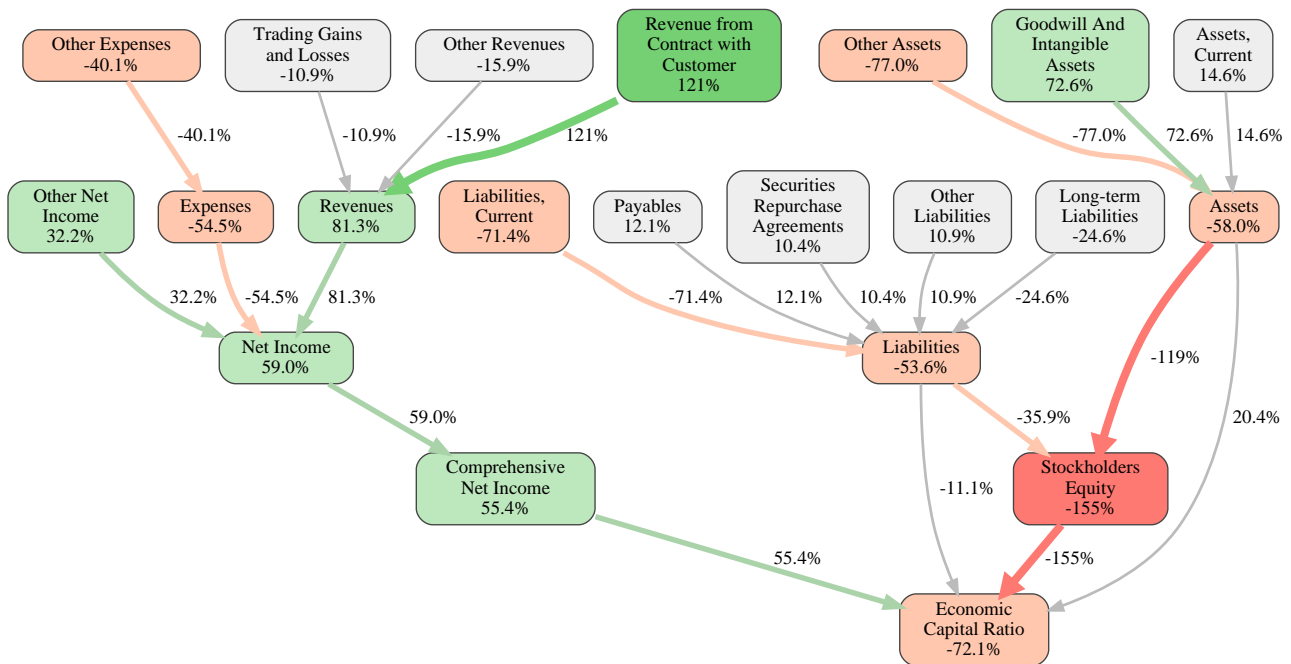 Other Expenses
-40.1%
Trading Gains
and Losses
-10.9%
Other Revenues
-15.9%
Revenue from
Contract with
Customer
121%
Other Assets
-77.0%
Goodwill And
Intangible
Assets
72.6%
Assets,
Current
14.6%
-40.1%
-10.9%
-15.9%
121%
-77.0%
72.6%
14.6%
Other Net
Income
32.2%
Expenses
-54.5%
Revenues
81.3%
Liabilities,
Current
-71.4%
Payables
12.1%
Securities
Repurchase
Agreements
10.4%
Other
Liabilities
10.9%
Long-term
Liabilities
-24.6%
Assets
-58.0%
32.2%
-54.5%
81.3%
-71.4%
12.1%
10.4%
10.9%
-24.6%
Net Income
59.0%
Liabilities
-53.6%
-119%
59.0%
-35.9%
20.4%
Comprehensive
Net Income
55.4%
-11.1%
Stockholders
Equity
-155%
55.4%
-155%
Economic
Capital Ratio
-72.1%